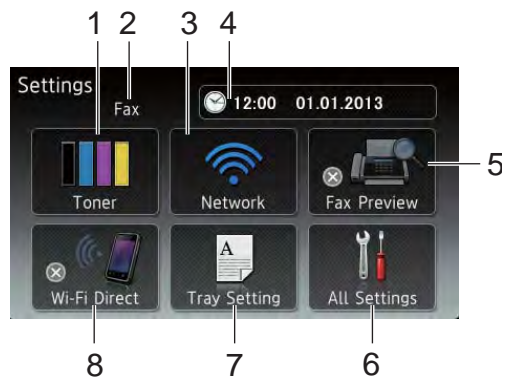 1 2 3 4
Settings
Fax
12:00 01.01.2013
5
Toner Network Fax Preview
A
Wi-Fi Direct Tray Setting All Settings
8 7 6